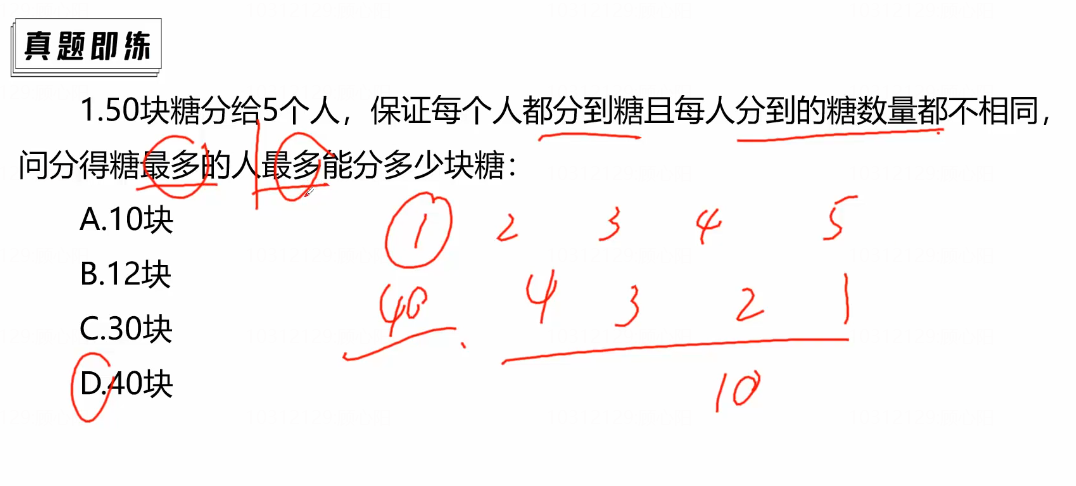 真题即练
1.50块糖分给5个人，保证每个人都分到糖且每人分到的糖数量都不相同，
问分得糖最多的人最多能分多少块糖：
A.10块
1 2 3 4 5
B.12块
40 4 3 2 1
C.30块
D.40块
10